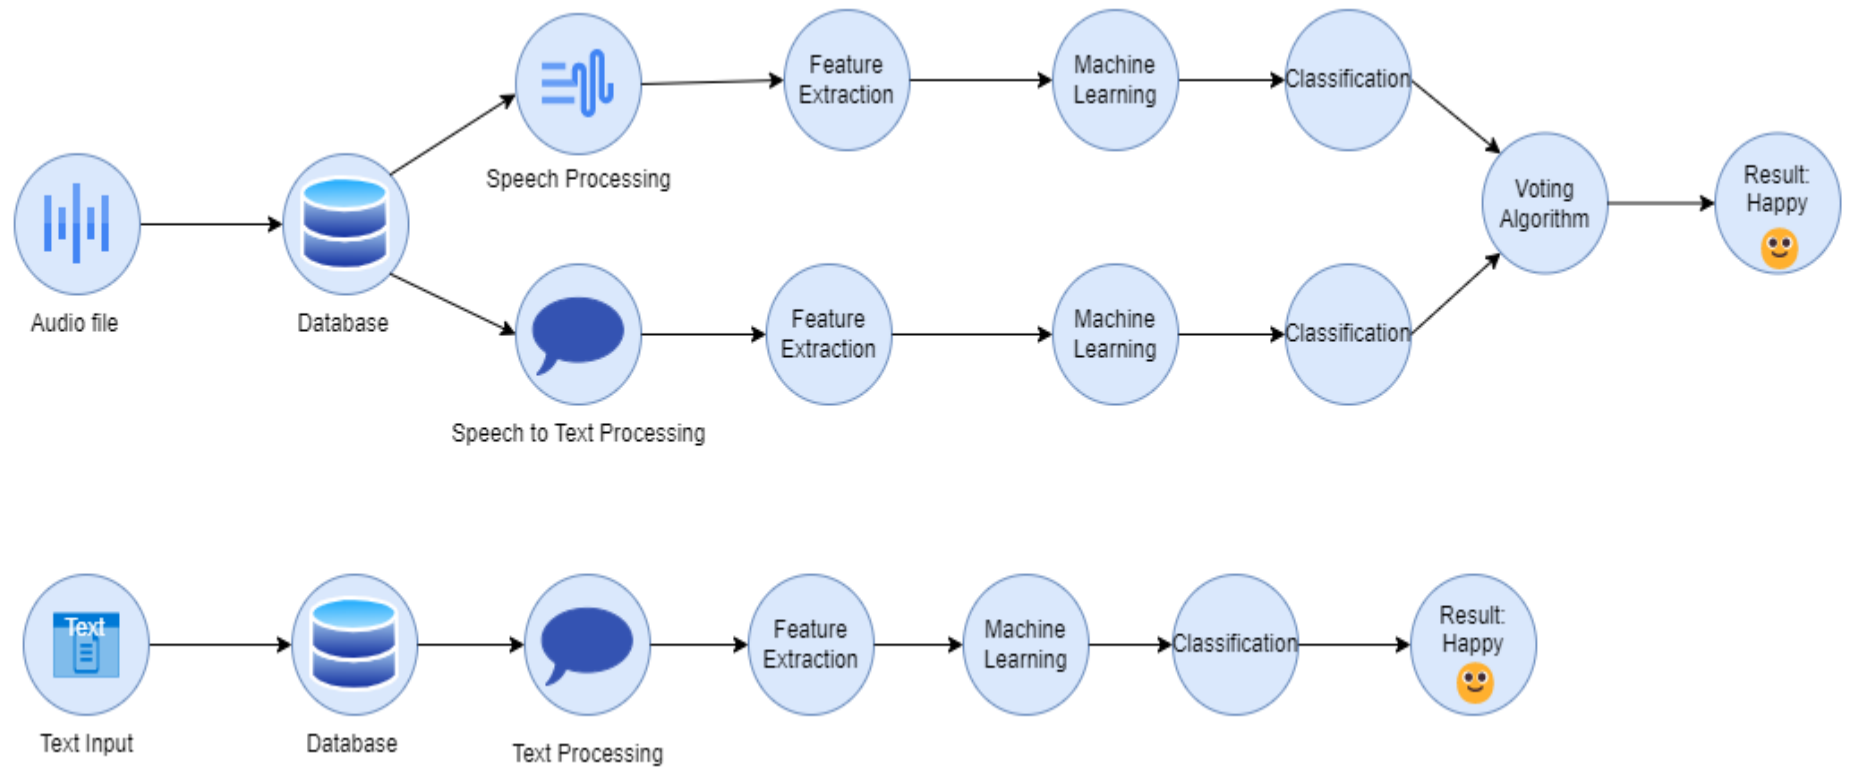 Speech Processing
Feature
Extraction
Machine
Learning
Classification
Audio file
Database
Speech to Text Processing
Feature
Extraction
Machine
Learning
Classification
Voting
Algorithm
Result:
Happy
Text
Text Input
Database
Text Processing
Feature
Extraction
Machine
Learning
Classification
Result:
Happy